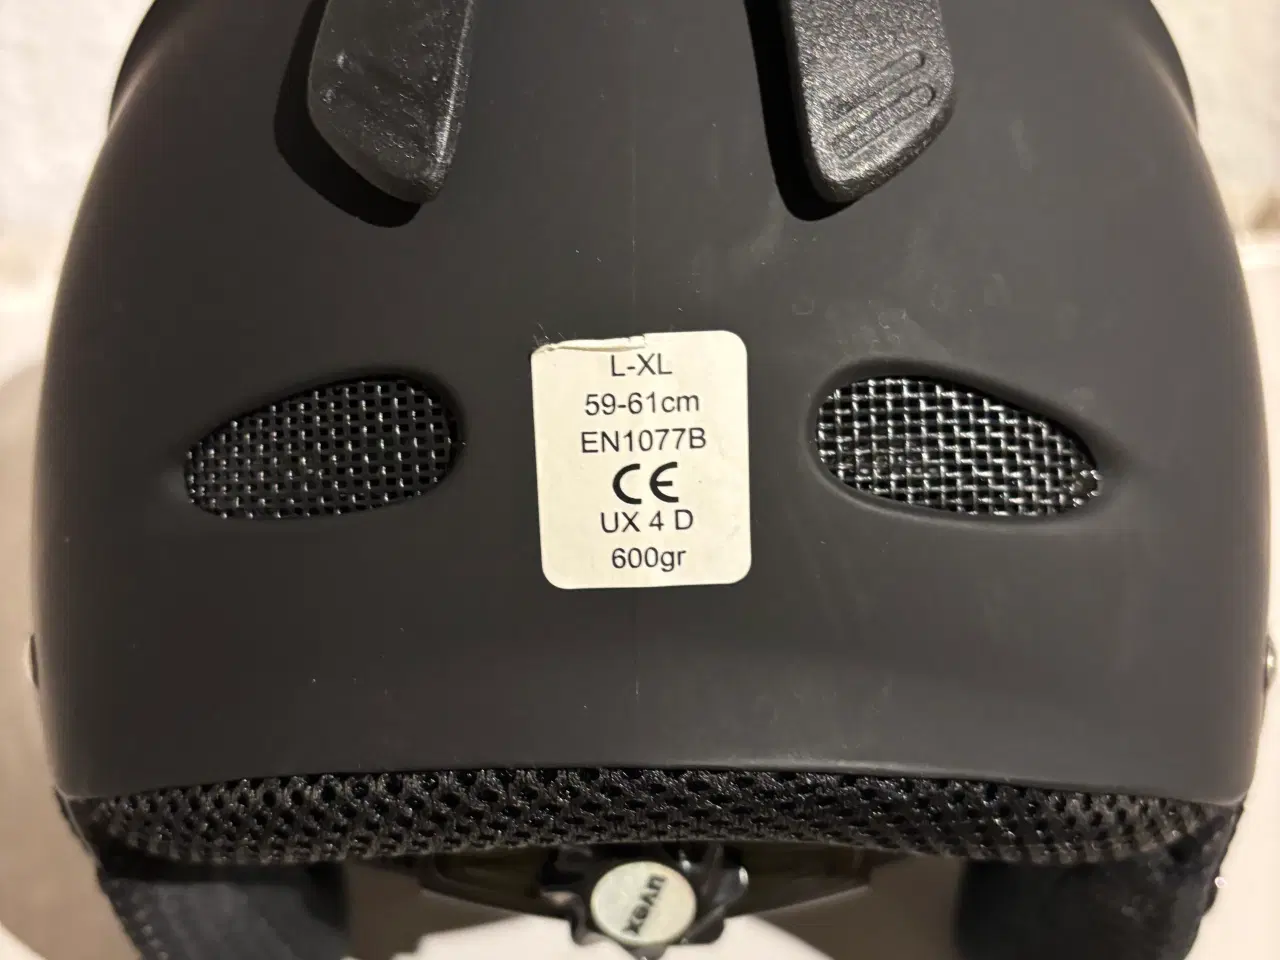 L-XL
59-61cm
EN1077B
CE
UX 4 D
600gr
uvex